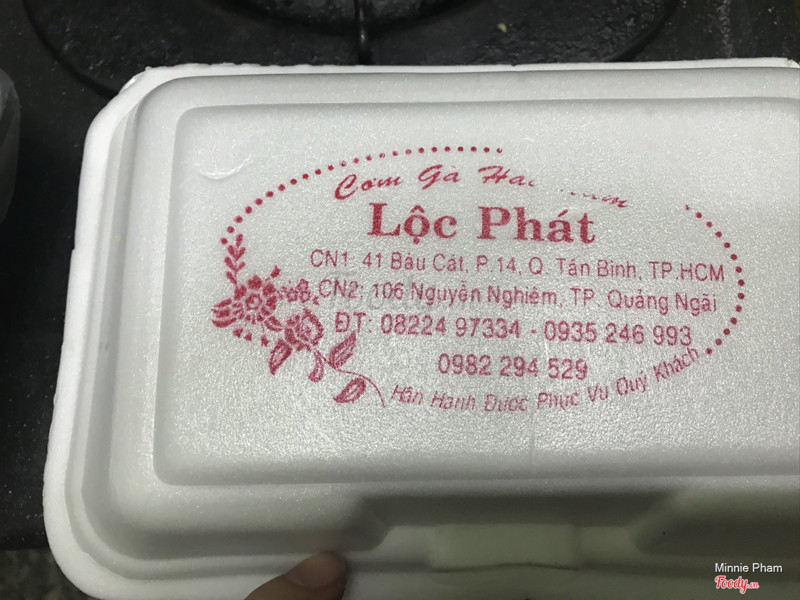 Cơm Gà Hải Nam
Lộc Phát
CN1: 41 Bàu Cát, P.14, Q. Tân Bình, TP.HCM
CN2: 106 Nguyễn Nghiêm, TP. Quảng Ngãi
ĐT: 08224 97334 - 0935 246 993
0982 294 529
Hân Hạnh Được Phục Vụ Quý Khách
Minnie Pham
Foody.vn